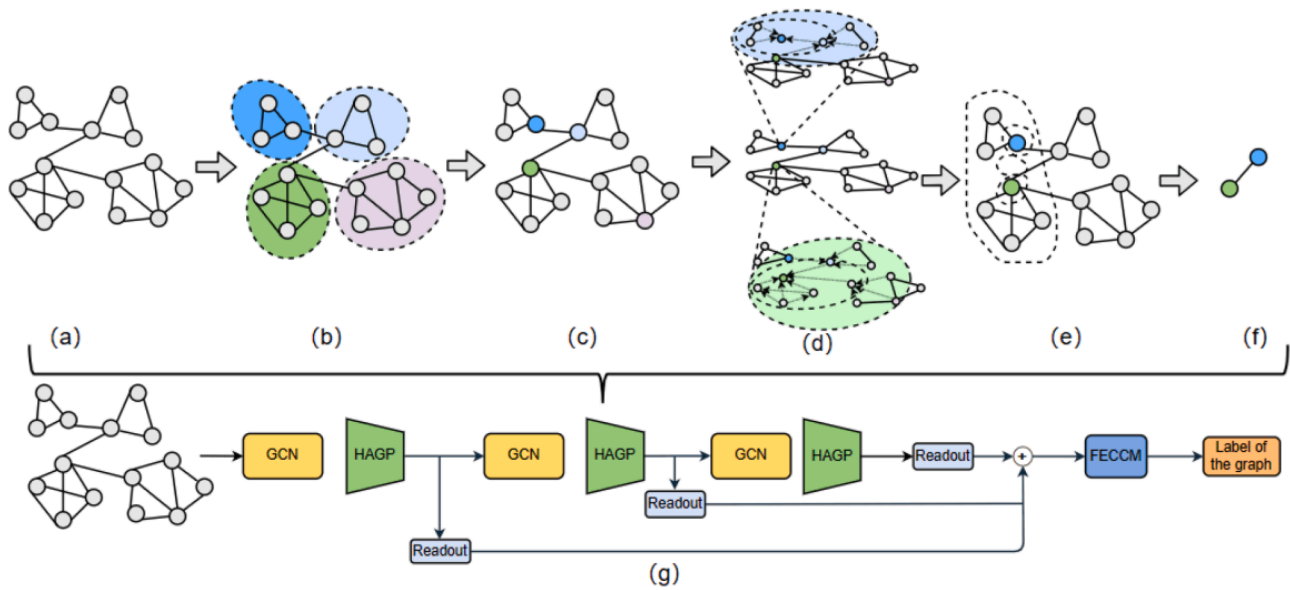 (a)
(b)
(c)
(d)
(e)
(f)
GCN
HAGP
GCN
HAGP
GCN
HAGP
Readout
+
FECCM
Label of
the graph
Readout
Readout
(g)